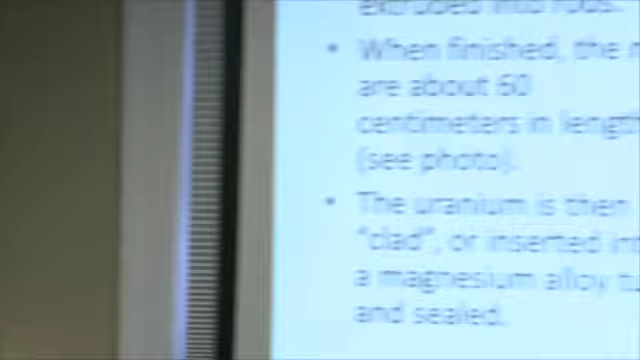 extruded into rods.
• When finished, the
are about 60
centimeters in length
(see photo).
• The uranium is then
"clad", or inserted
a magnesium alloy
and sealed.